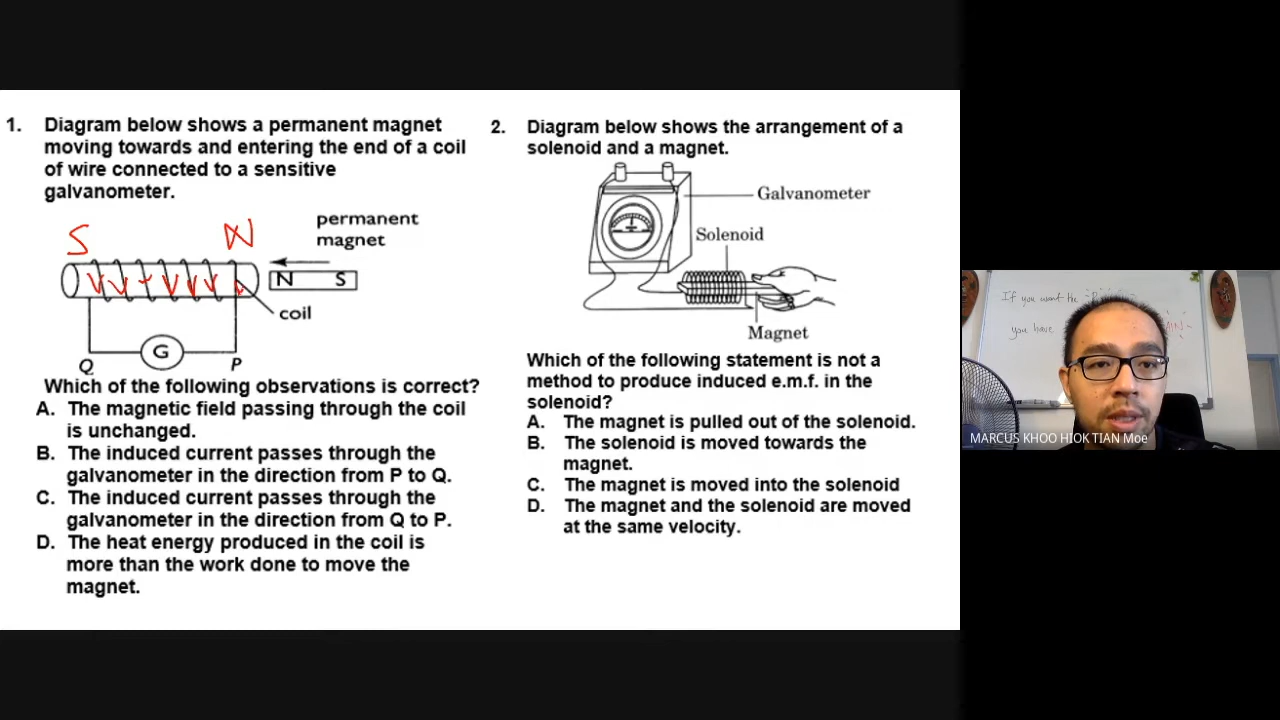 1. Diagram below shows a permanent magnet
moving towards and entering the end of a coil
of wire connected to a sensitive
galvanometer.
S
N
permanent
magnet
N S
coil
G
Q
P
Which of the following observations is correct?
A. The magnetic field passing through the coil
is unchanged.
B. The induced current passes through the
galvanometer in the direction from P to Q.
C. The induced current passes through the
galvanometer in the direction from Q to P.
D. The heat energy produced in the coil is
more than the work done to move the
magnet.
2. Diagram below shows the arrangement of a
solenoid and a magnet.
Galvanometer
Solenoid
Magnet
Which of the following statement is not a
method to produce induced e.m.f. in the
solenoid?
A. The magnet is pulled out of the solenoid.
B. The solenoid is moved towards the
magnet.
C. The magnet is moved into the solenoid
D. The magnet and the solenoid are moved
at the same velocity.
If you want the
you have
MARCUS KHOO HIOK TIAN Moe